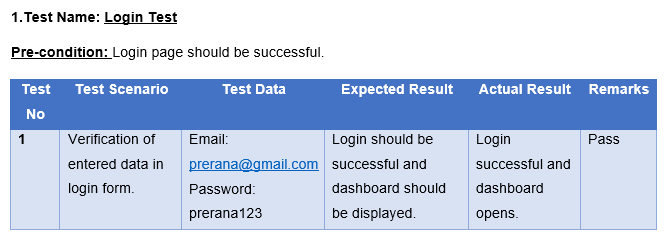 1.Test Name: Login Test
Pre-condition: Login page should be successful.
Test No
Test Scenario
Test Data
Expected Result
Actual Result
Remarks
1
Verification of
entered data in
login form.
Email:
prerana@gmail.com
Password:
prerana123
Login should be
successful and
dashboard should
be displayed.
Login
successful and
dashboard
opens.
Pass